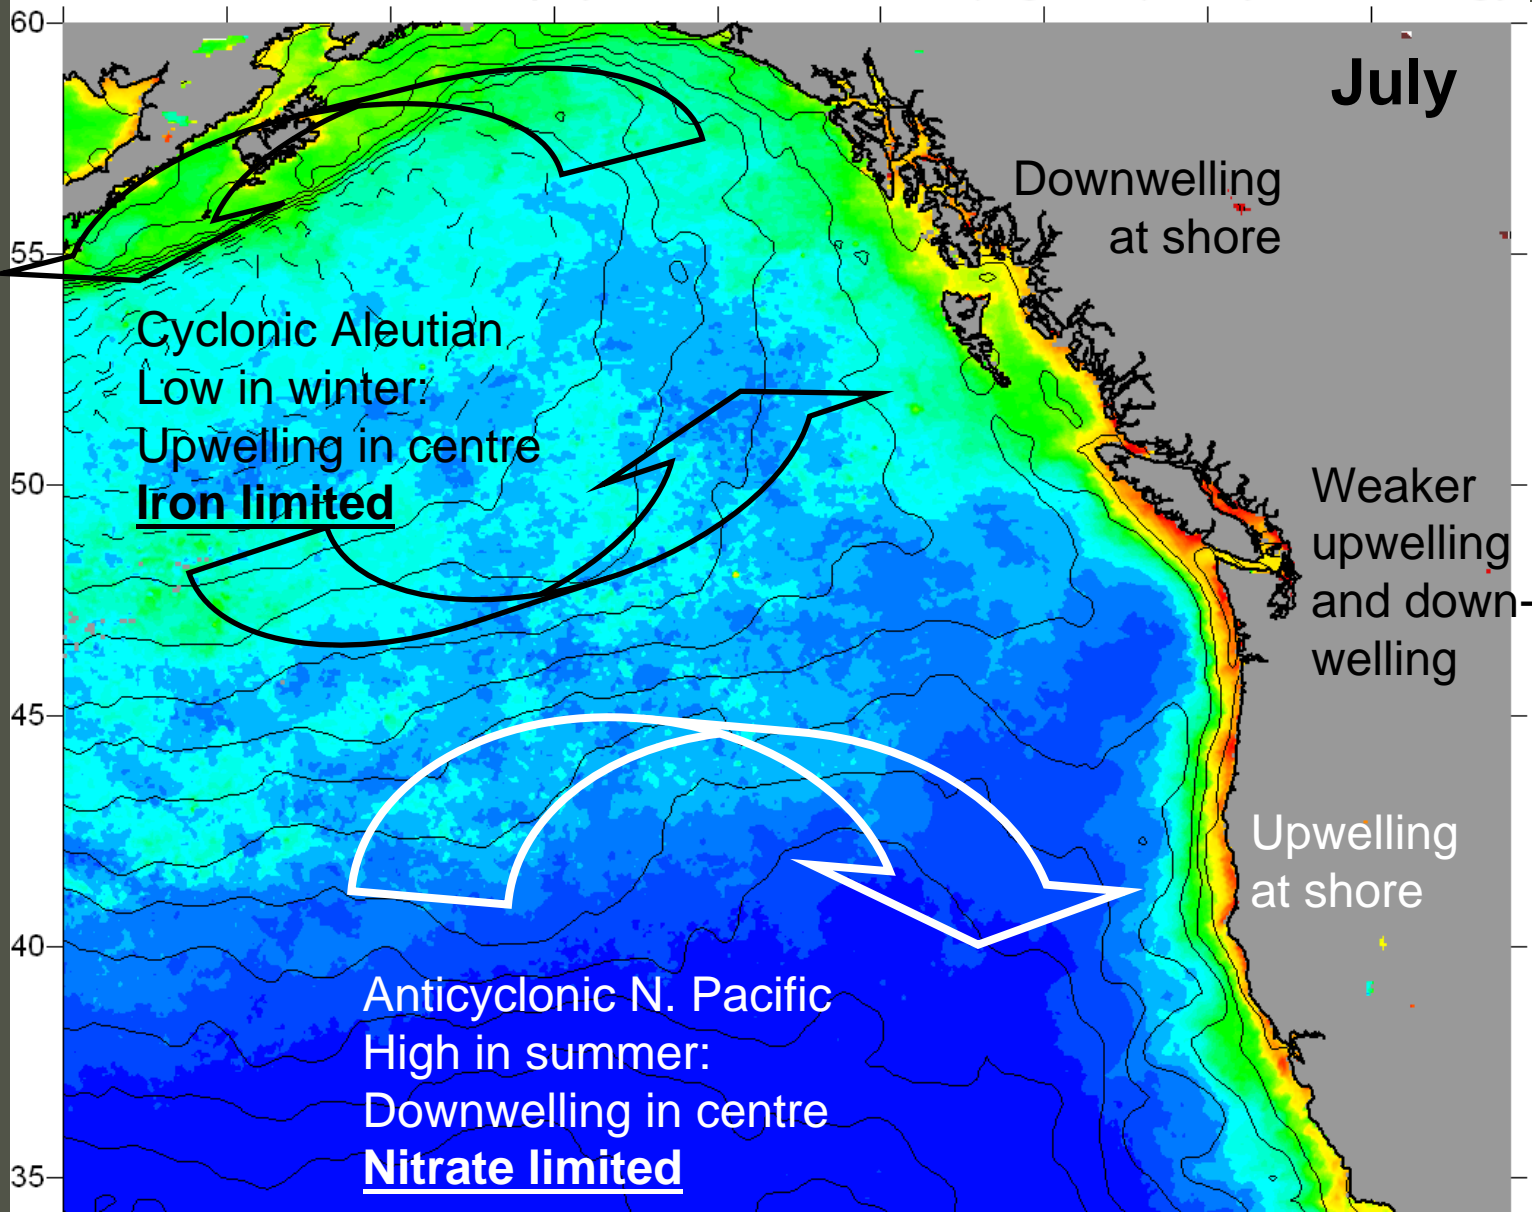 60
July
Downwelling
at shore
55
Cyclonic Aleutian
Low in winter:
Upwelling in centre
Iron limited
50
Weaker
upwelling
and down-
welling
45
Upwelling
at shore
40
Anticyclonic N. Pacific
High in summer:
Downwelling in centre
Nitrate limited
35